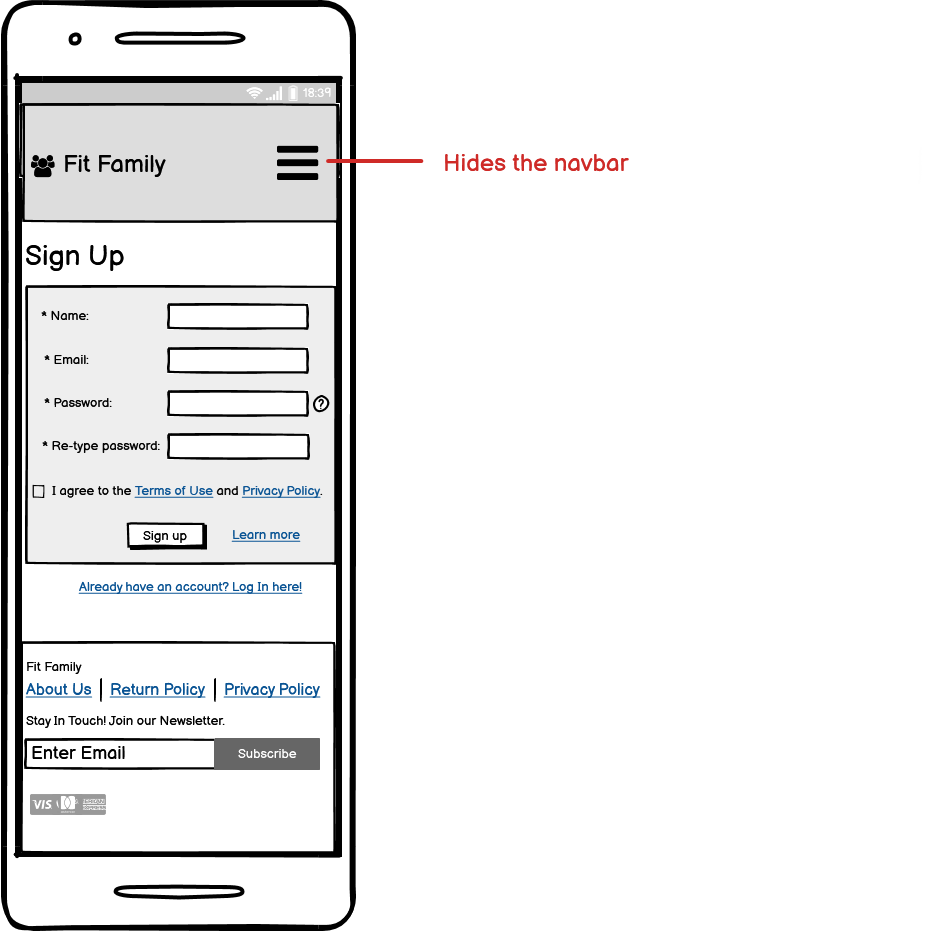 18:39
Fit Family
Hides the navbar
Sign Up
* Name:
* Email:
* Password: ?
* Re-type password:
I agree to the Terms of Use and Privacy Policy.
Sign up Learn more
Already have an account? Log In here!
Fit Family
About Us | Return Policy | Privacy Policy
Stay In Touch! Join our Newsletter.
Enter Email Subscribe
VIS